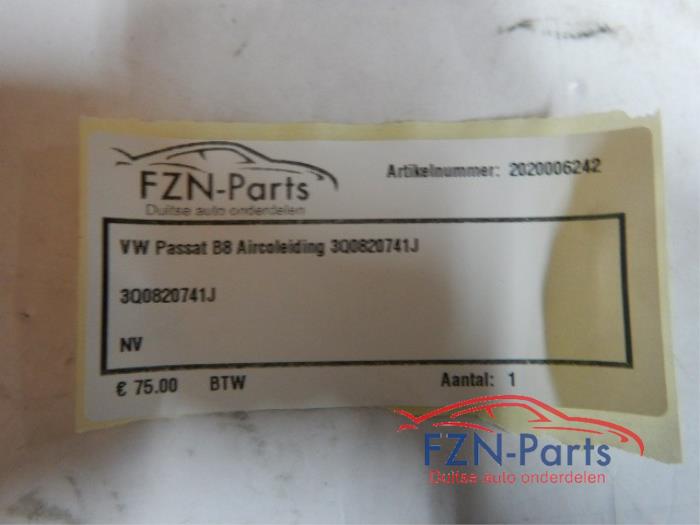 FZN-Parts
Duitse auto onderdelen
Artikelnummer: 2020006242
VW Passat B8 Aircoleiding 3Q0820741J
3Q0820741J
NV
€ 75.00 BTW Aantal: 1
FZN-Parts
Duitse auto onderdelen